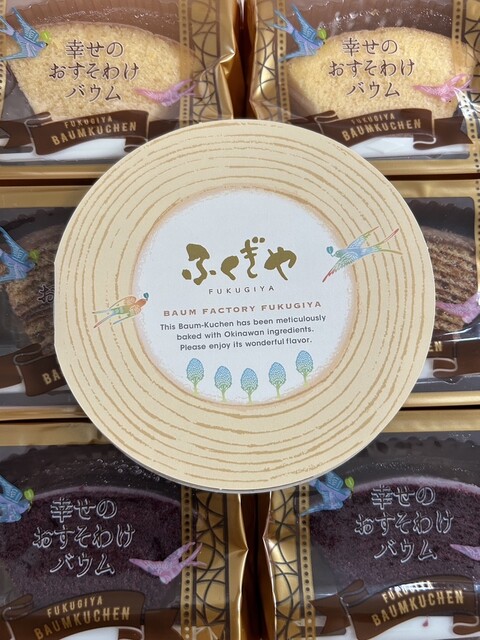 幸せの
おすそわけ
バウム
FUKUGIYA
BAUMKUCHEN
幸せの
おすそわけ
バウム
FUKUGIYA
BAUMKUCHEN
ふくぎや
FUKUGIYA
BAUM FACTORY FUKUGIYA
This Baum-Kuchen has been meticulously
baked with Okinawan ingredients.
Please enjoy its wonderful flavor.
幸せの
おすそわけ
バウム
FUKUGIYA
BAUMKUCHEN
幸せの
おすそわけ
バウム
FUKUGIYA
BAUMKUCHEN